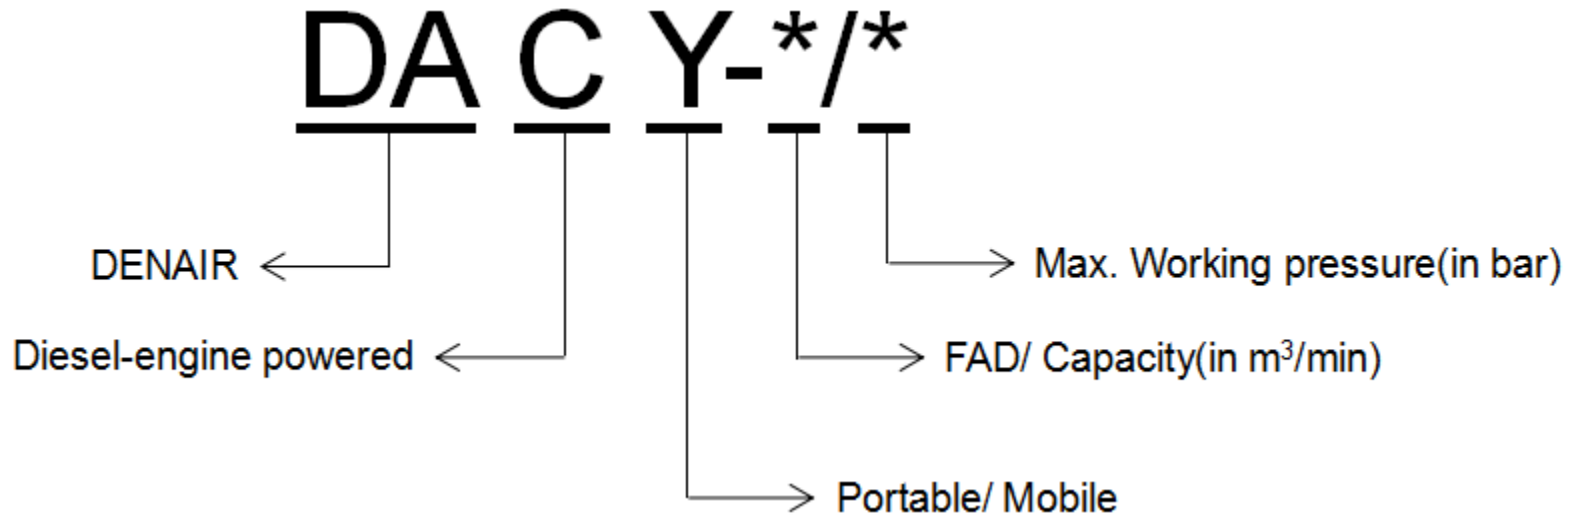 DA C Y-*/*
DENAIR
Max. Working pressure(in bar)
Diesel-engine powered
FAD/ Capacity(in m³/min)
Portable/ Mobile